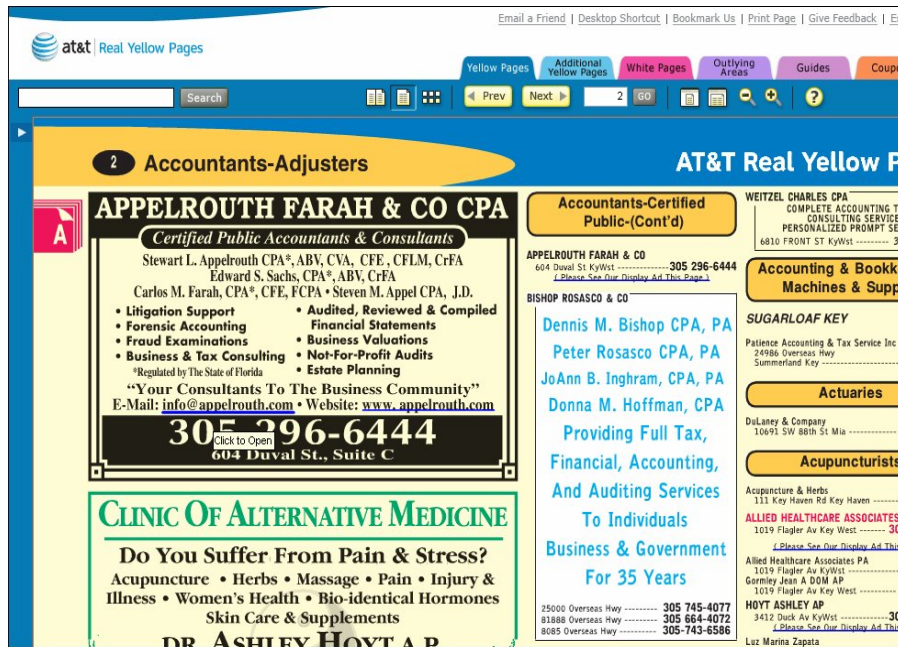 Email a Friend | Desktop Shortcut | Bookmark Us | Print Page | Give Feedback |
at&t | Real Yellow Pages
Yellow Pages
Additional Yellow Pages
White Pages
Outlying Areas
Guides
Search
Prev
Next
2
GO
?
2 Accountants-Adjusters
AT&T Real Yellow P
A
APPELROUTH FARAH & CO CPA
Certified Public Accountants & Consultants
Stewart L. Appelrouth CPA*, ABV, CVA, CFE, CFLM, CrFA
Edward S. Sachs, CPA*, ABV, CrFA
Carlos M. Farah, CPA*, CFE, FCPA • Steven M. Appel CPA, J.D.
• Litigation Support
• Forensic Accounting
• Fraud Examinations
• Business & Tax Consulting
*Regulated by The State of Florida
• Audited, Reviewed & Compiled
Financial Statements
• Business Valuations
• Not-For-Profit Audits
• Estate Planning
“Your Consultants To The Business Community”
E-Mail: info@appelrouth.com • Website: www. appelrouth.com
305 296-6444
Click to Open
604 Duval St., Suite C
CLINIC OF ALTERNATIVE MEDICINE
Do You Suffer From Pain & Stress?
Acupuncture • Herbs • Massage • Pain • Injury &
Illness • Women's Health • Bio-identical Hormones
Skin Care & Supplements
DR. ASHLEY HOYT A.P.
Accountants-Certified
Public-(Cont'd)
APPELROUTH FARAH & CO
604 Duval St KyWst 305 296-6444
( Please See Our Display Ad This Page )
BISHOP ROSASCO & CO
Dennis M. Bishop CPA, PA
Peter Rosasco CPA, PA
JoAnn B. Inghram, CPA, PA
Donna M. Hoffman, CPA
Providing Full Tax,
Financial, Accounting,
And Auditing Services
To Individuals
Business & Government
For 35 Years
25000 Overseas Hwy 305 745-4077
81888 Overseas Hwy 305 664-4072
8085 Overseas Hwy 305-743-6586
WEITZEL CHARLES CPA
COMPLETE ACCOUNTING
CONSULTING SERVICE
PERSONALIZED PROMPT
6810 FRONT ST KyWst
Accounting & Bookk
Machines & Supp
SUGARLOAF KEY
Patience Accounting & Tax Service Inc
24986 Overseas Hwy
Summerland Key
Actuaries
DuLaney & Company
10691 SW 88th St Mia
Acupuncturists
Acupuncture & Herbs
111 Key Haven Rd Key Haven
ALLIED HEALTHCARE ASSOCIATES
1019 Flagler Av Key West
( Please See Our Display Ad This
Allied Healthcare Associates PA
1019 Flagler Av KyWst
Gormley Jean A DOM AP
1019 Flagler Av Key West
HOYT ASHLEY AP
3412 Duck Av KyWst
( Please See Our Display Ad This
Luz Marina Zapata